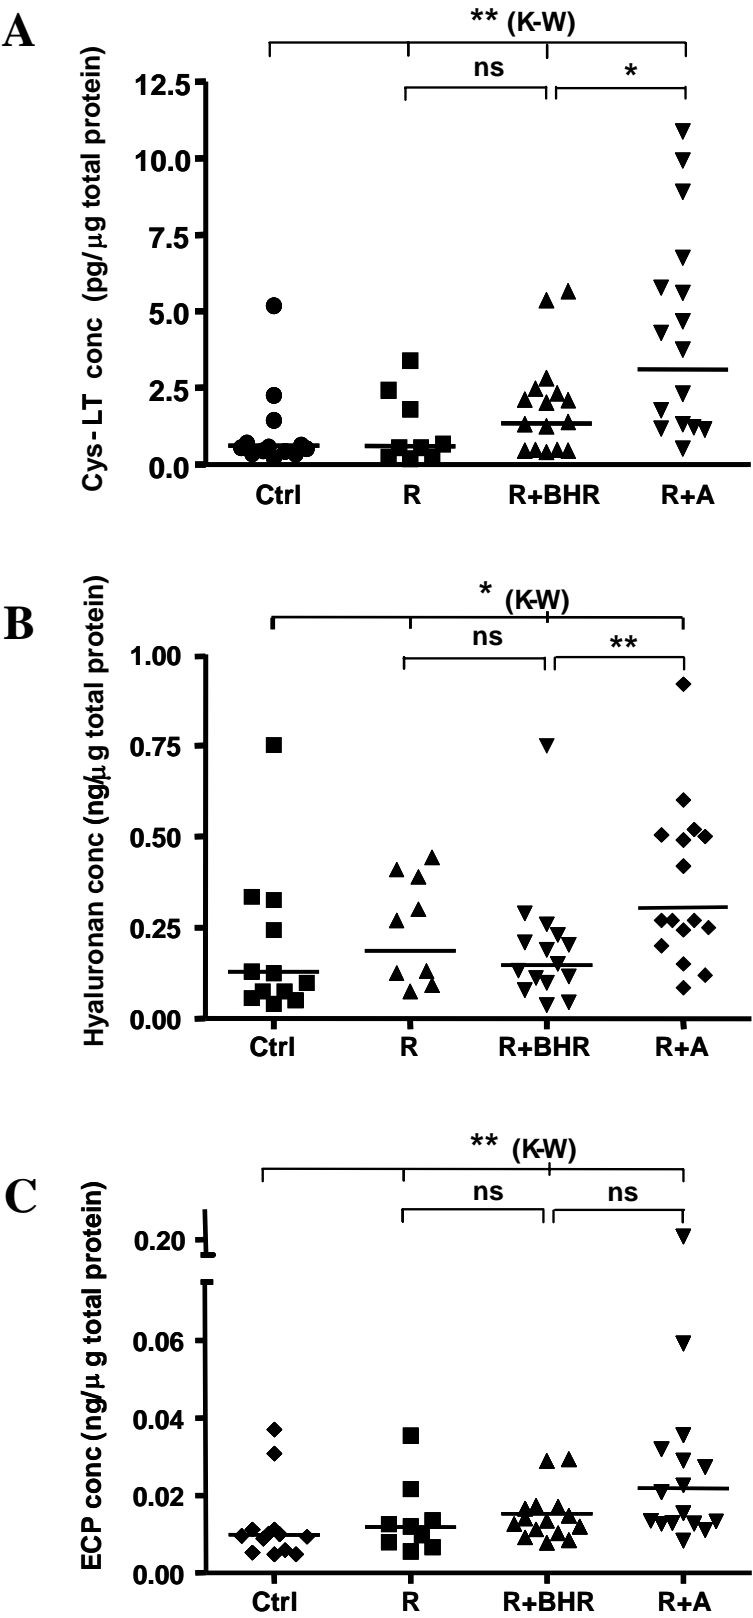 A
** (K-W)
ns
*
Cys-LT conc (pg/µg total protein)
12.5
10.0
7.5
5.0
2.5
0.0
Ctrl R R+BHR R+A
B
* (K-W)
ns
**
Hyaluronan conc (ng/µg total protein)
1.00
0.75
0.50
0.25
0.00
Ctrl R R+BHR R+A
C
** (K-W)
ns
ns
ECP conc (ng/µg total protein)
0.20
0.06
0.04
0.02
0.00
Ctrl R R+BHR R+A